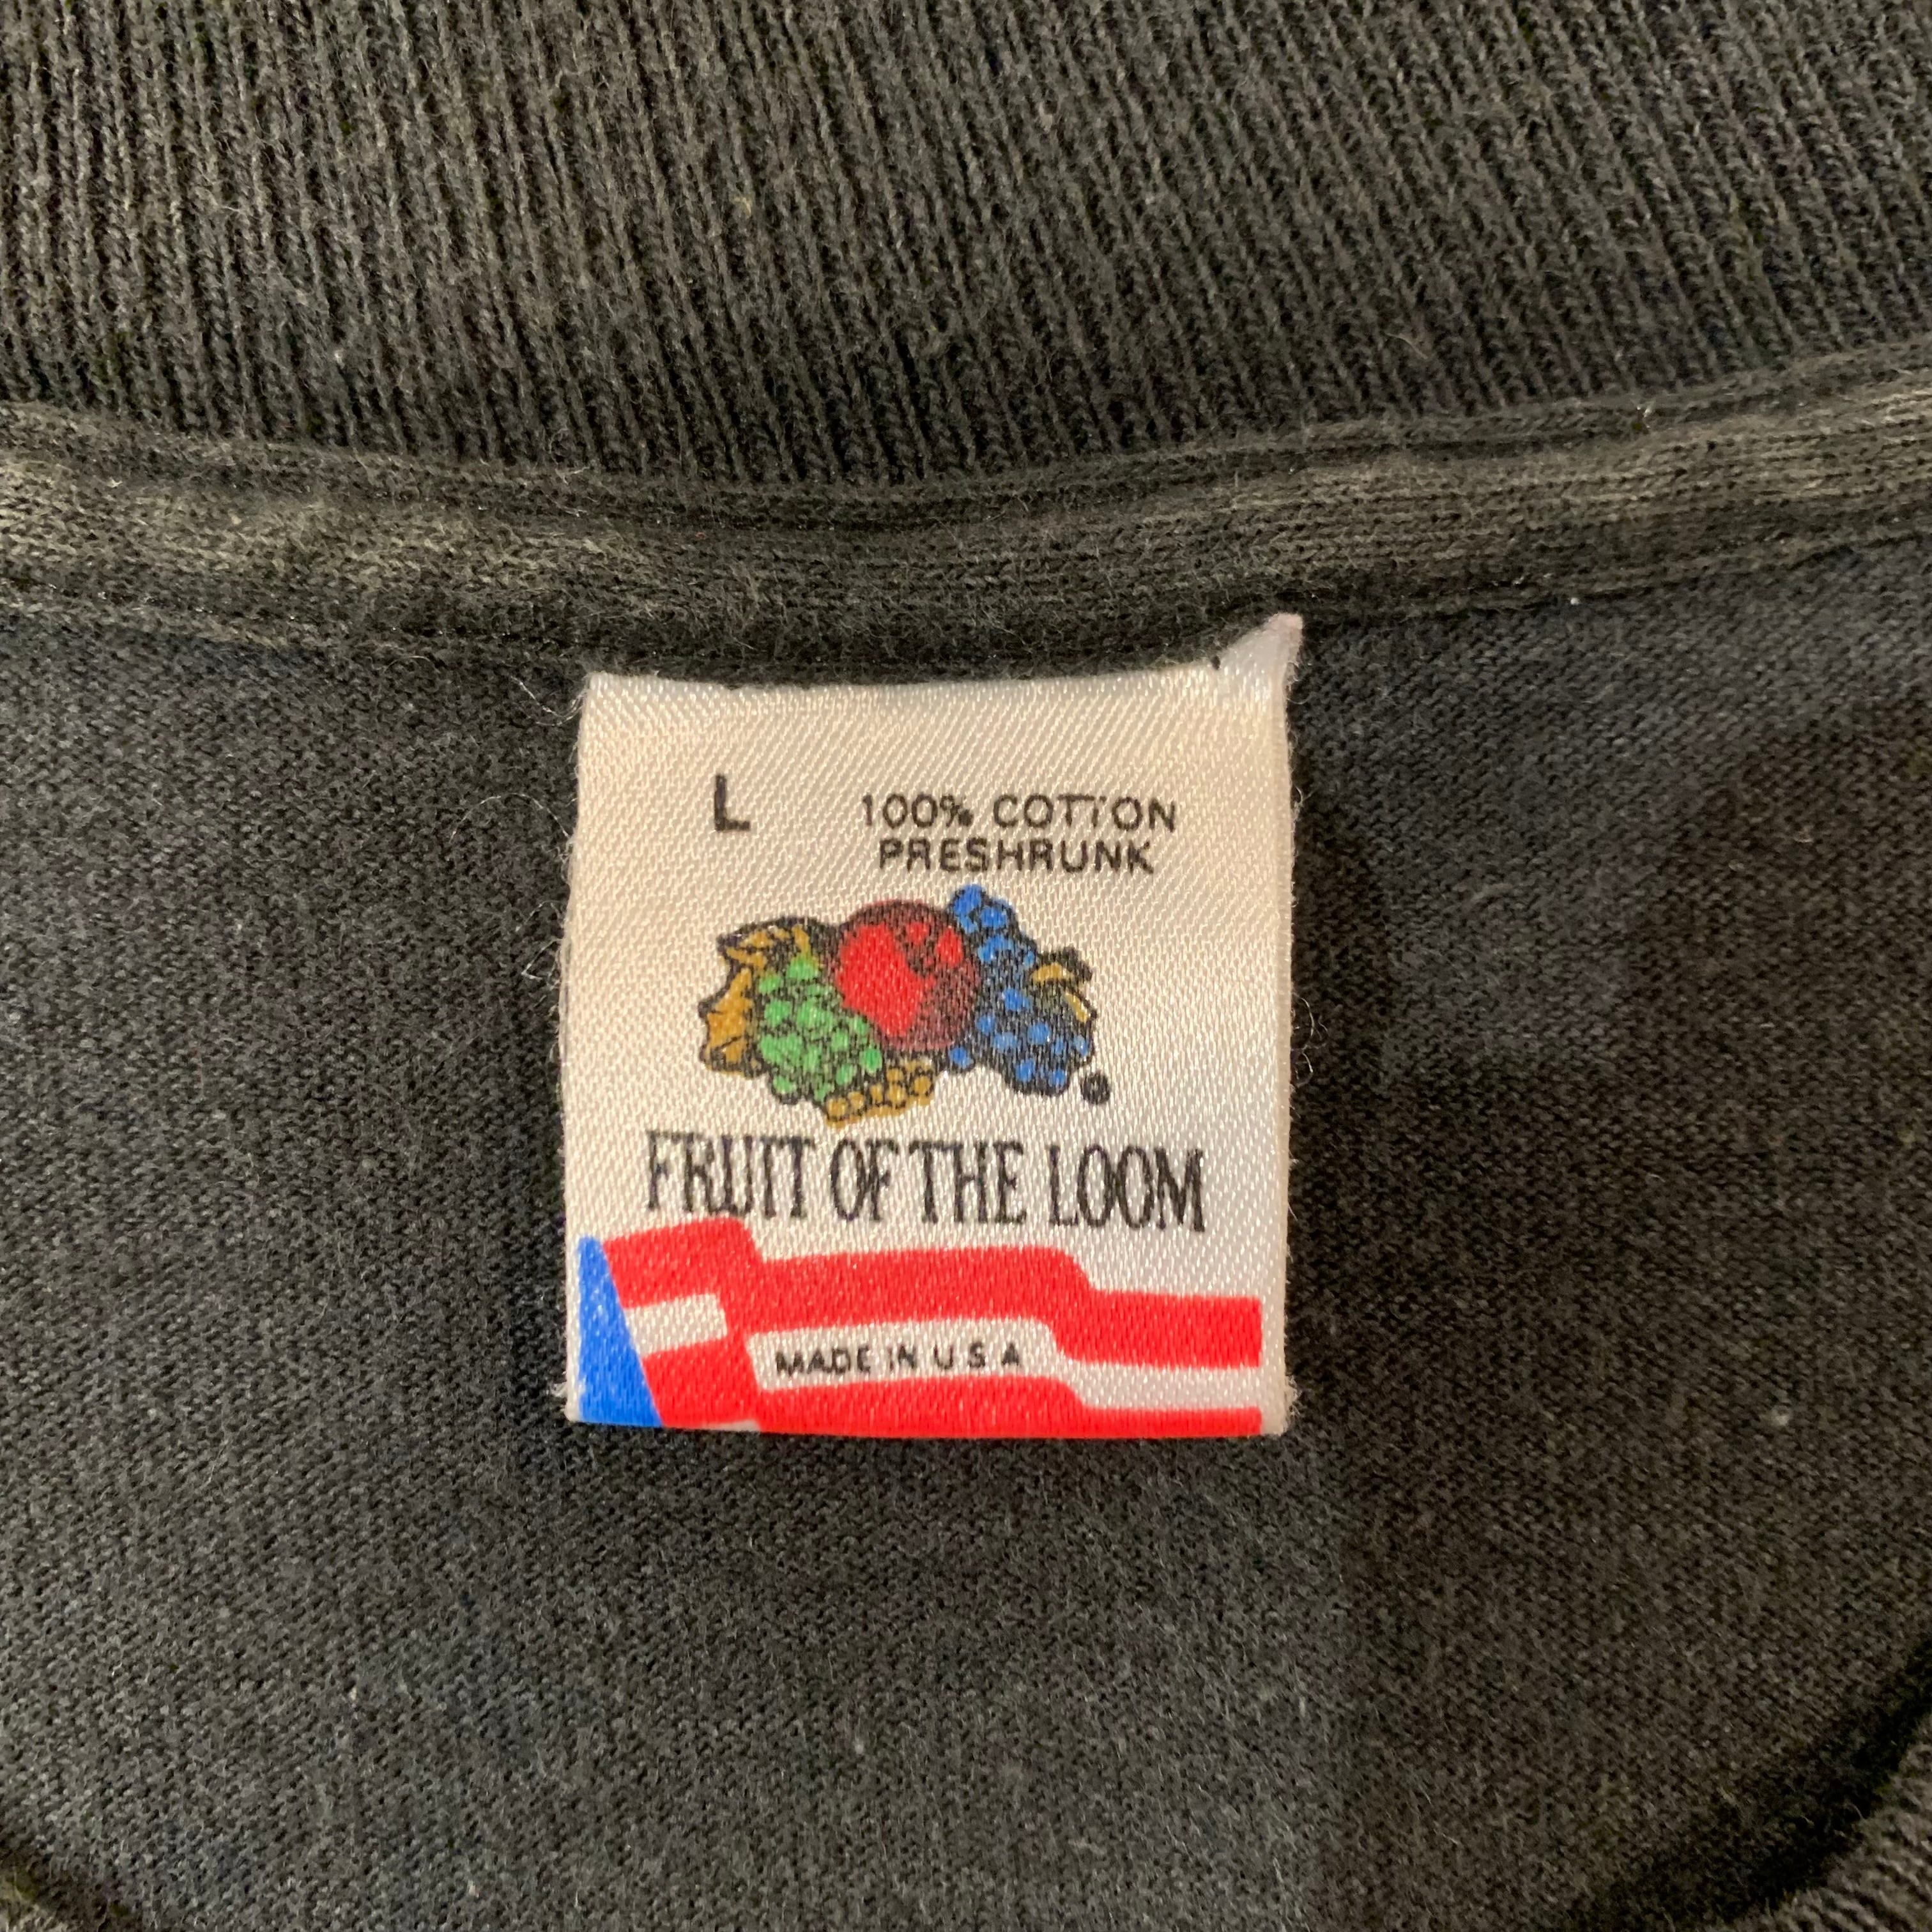 L
100% COTTON
PRESHRUNK
FRUIT OF THE LOOM
MADE IN U S A